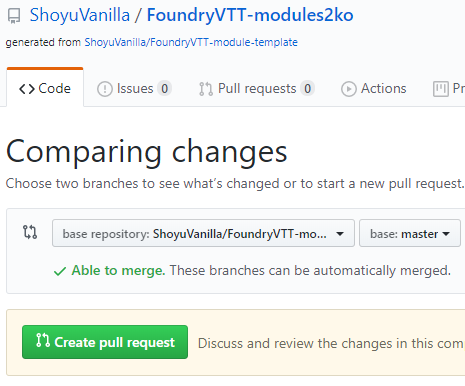 ShoyuVanilla / FoundryVTT-modules2ko
generated from ShoyuVanilla/FoundryVTT-module-template
Code Issues 0 Pull requests 0 Actions Pr
Comparing changes
Choose two branches to see what's changed or to start a new pull request.
base repository: ShoyuVanilla/FoundryVTT-mo... base: master
Able to merge. These branches can be automatically merged.
Create pull request Discuss and review the changes in this com